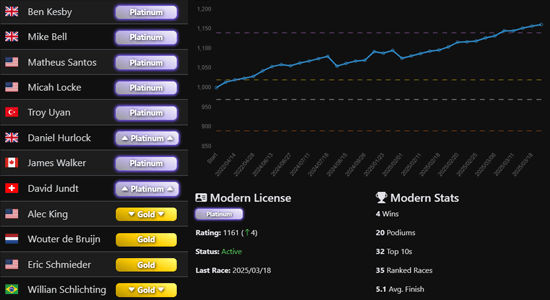 Ben Kesby Platinum
Mike Bell Platinum
Matheus Santos Platinum
Micah Locke Platinum
Troy Uyan Platinum
Daniel Hurlock Platinum
James Walker Platinum
David Jundt Platinum
Alec King Gold
Wouter de Bruijn Gold
Eric Schmieder Gold
Willian Schlichting Gold
1,200
1,150
1,100
1,050
1,000
950
900
850
Start
Modern License
Platinum
Rating: 1161 (↑4)
Status: Active
Last Race: 2025/03/18
Modern Stats
4 Wins
20 Podiums
32 Top 10s
35 Ranked Races
5.1 Avg. Finish